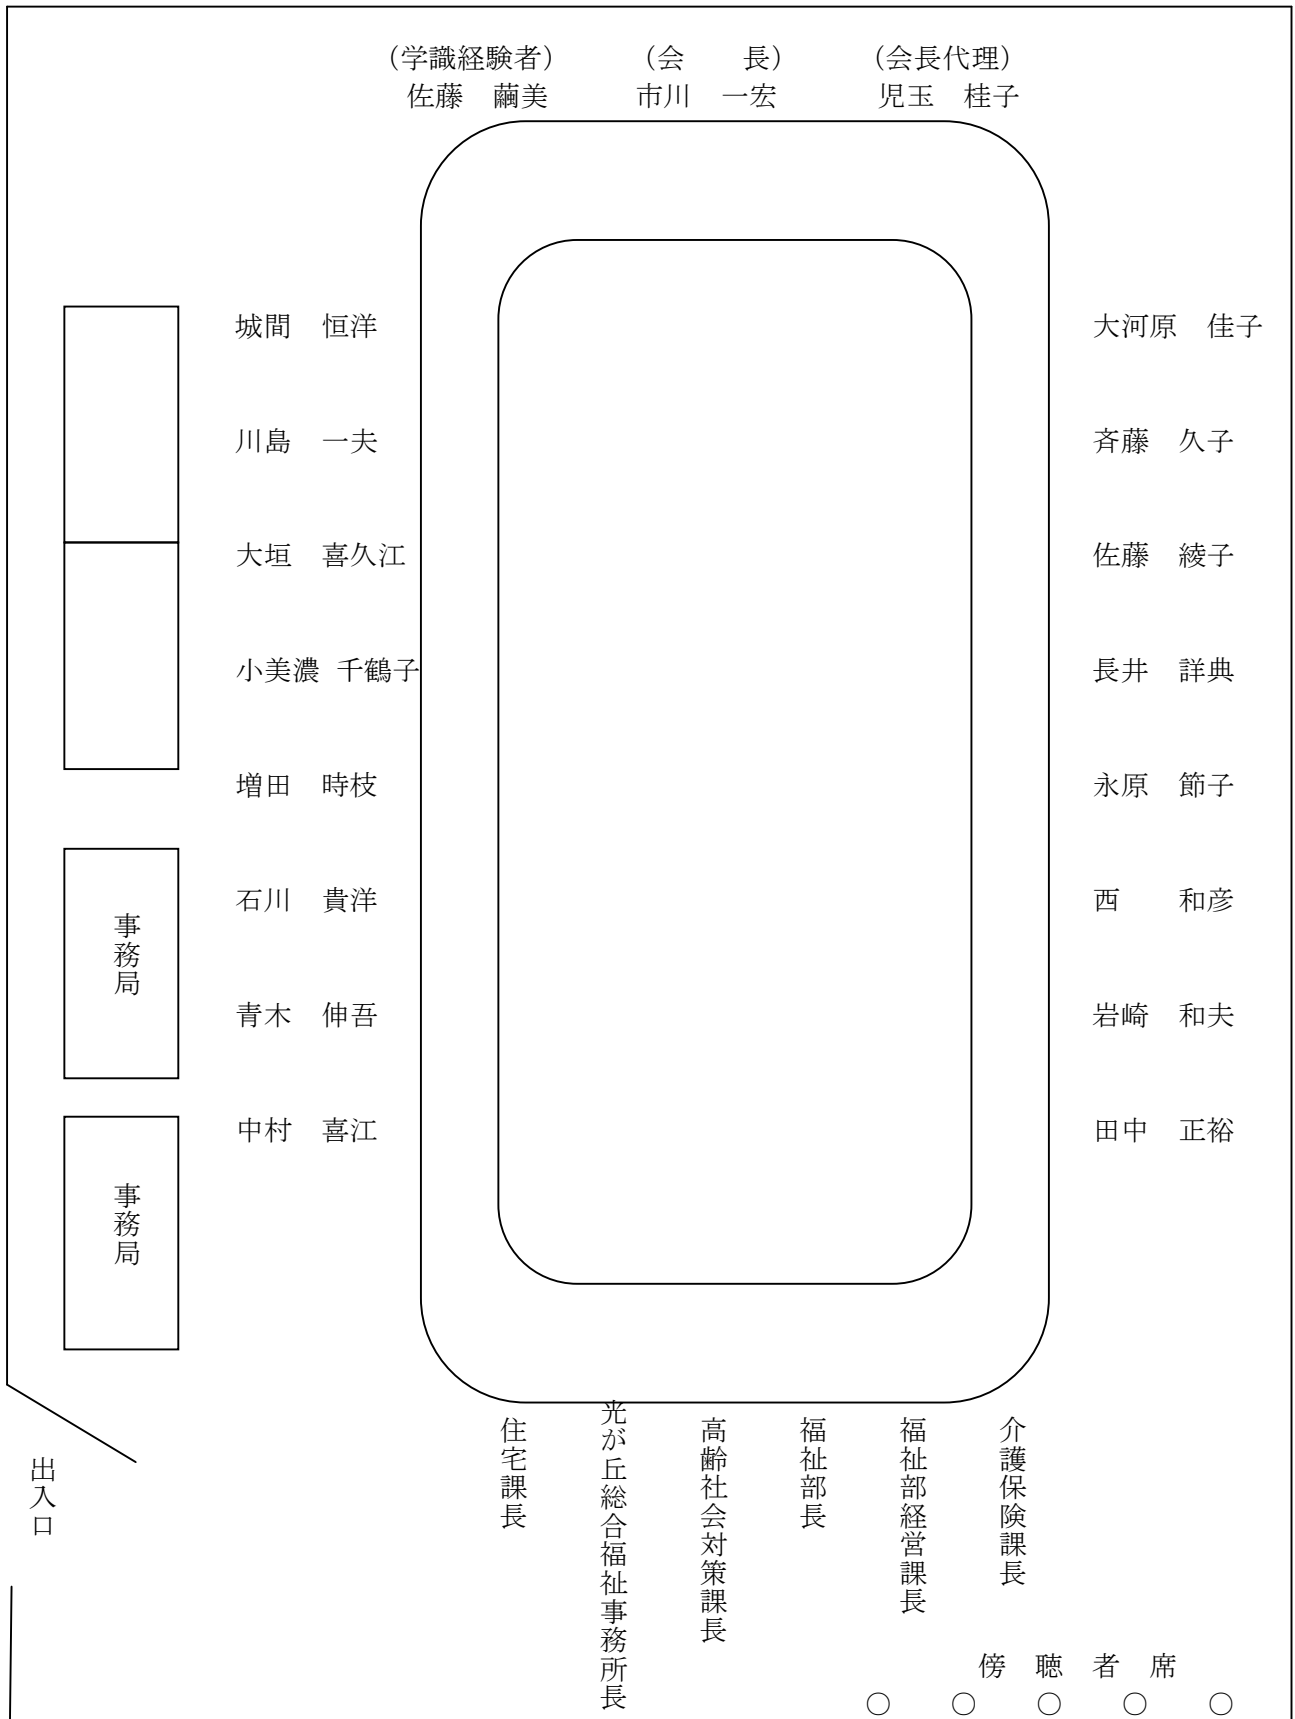 （学識経験者）　　（会　　長）　　（会長代理）
佐藤　繭美　　市川　一宏　　児玉　桂子
城間　恒洋　　大河原　佳子
川島　一夫　　斉藤　久子
大垣　喜久江　　佐藤　綾子
小美濃 千鶴子　　長井　詳典
増田　時枝　　永原　節子
石川　貴洋　　西　　和彦
青木　伸吾　　岩崎　和夫
中村　喜江　　田中　正裕
事務局
事務局
出入口
住宅課長
光が丘総合福祉事務所長
高齢社会対策課長
福祉部長
福祉部経営課長
介護保険課長
傍　聴　者　席
○　○　○　○　○